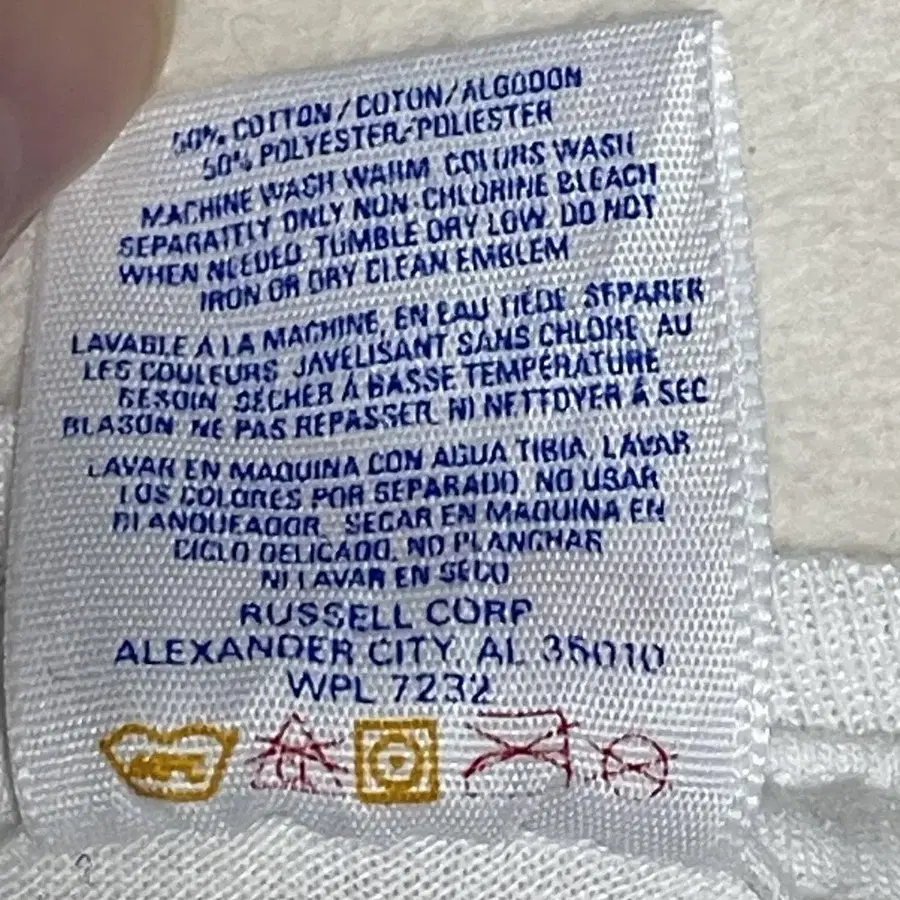 50% COTTON/COTON/ALGODON
50% POLYESTER/POLIESTER
MACHINE WASH WARM. COLORS WASH
SEPARATELY ONLY NON-CHLORINE BLEACH
WHEN NEEDED. TUMBLE DRY LOW. DO NOT
IRON OR DRY CLEAN EMBLEM
LAVABLE À LA MACHINE, EN EAU TIÉDE. SÉPARER
LES COULEURS. JAVELISANT SANS CHLORE AU
BESOIN. SÉCHER À BASSE TEMPÉRATURE
BLASON NE PAS REPASSER, NI NETTOYER À SEC
LAVAR EN MAQUINA CON AGUA TIBIA, LAVAR
LOS COLORES POR SEPARADO. NO USAR
BLANQUEADOR. SECAR EN MAQUINA EN
CICLO DELICADO. NO PLANCHAR
NI LAVAR EN SECO
RUSSELL CORP
ALEXANDER CITY, AL 35010
WPL 7232